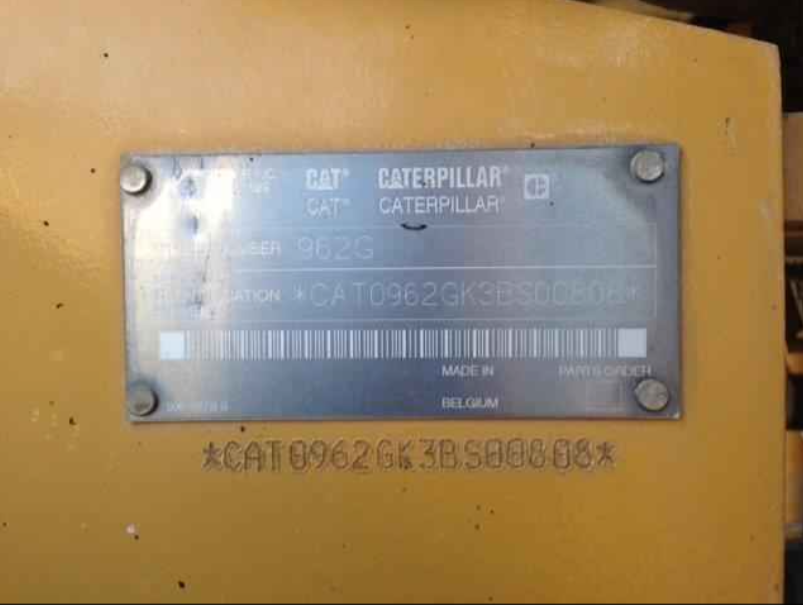 CAT® CATERPILLAR®
CAT® CATERPILLAR®
962G
*CAT0962GK3BS00808*
MADE IN
PARTS ORDER
BELGIUM
*CAT0962GK3BS00808*